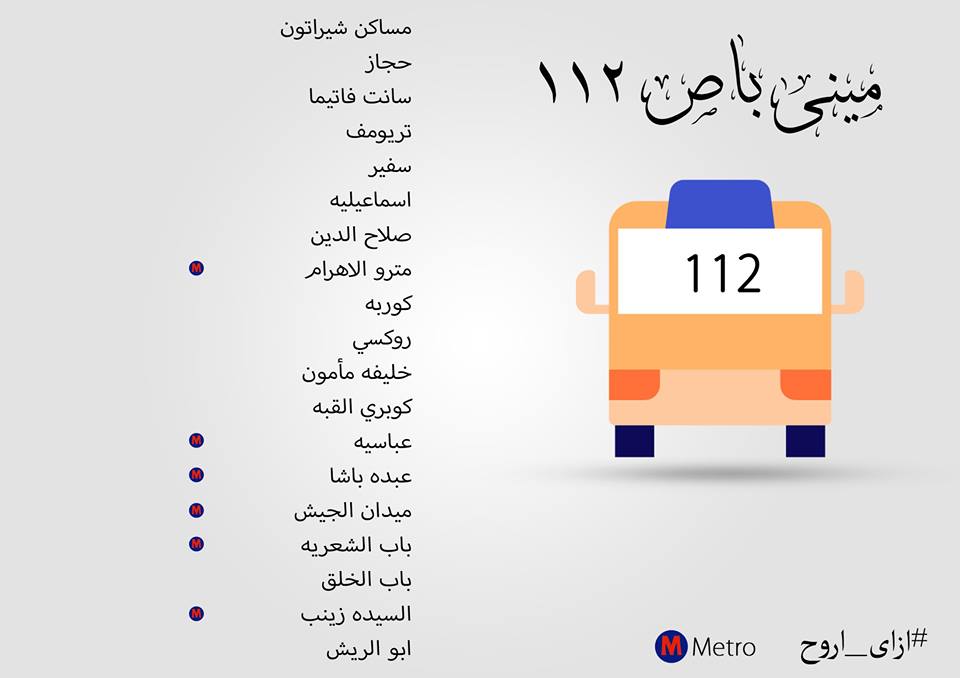 مينى باص ١١٢
112
مساكن شيراتون
حجاز
سانت فاتيما
تريومف
سفير
اسماعيليه
صلاح الدين
مترو الاهرام
M
كوربه
روكسي
خليفه مأمون
كوبري القبه
عباسيه
M
عبده باشا
M
ميدان الجيش
M
باب الشعريه
M
باب الخلق
السيده زينب
M
ابو الريش
#ازاى_اروح
M Metro